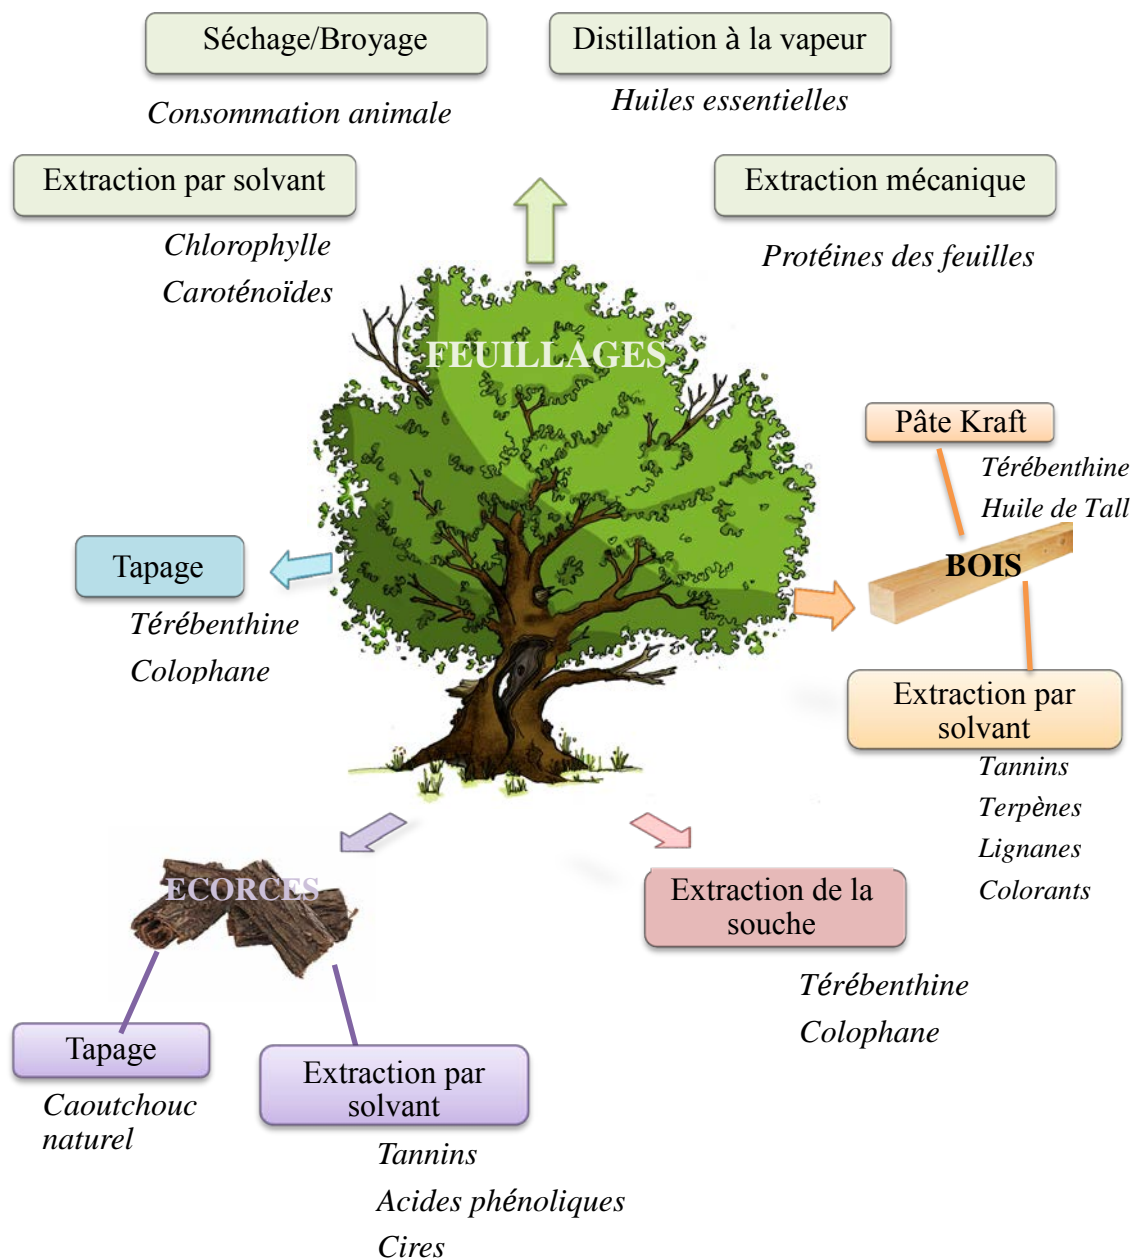 Séchage/Broyage
Distillation à la vapeur
Consommation animale
Huiles essentielles
Extraction par solvant
Extraction mécanique
Chlorophylle
Caroténoïdes
Protéines des feuilles
FEUILLAGES
Pâte Kraft
Térébenthine
Huile de Tall
BOIS
Tapage
Térébenthine
Colophane
Extraction par
solvant
Tannins
Terpènes
Lignanes
Colorants
ECORCES
Extraction de la
souche
Térébenthine
Colophane
Tapage
Caoutchouc
naturel
Extraction par
solvant
Tannins
Acides phénoliques
Cires